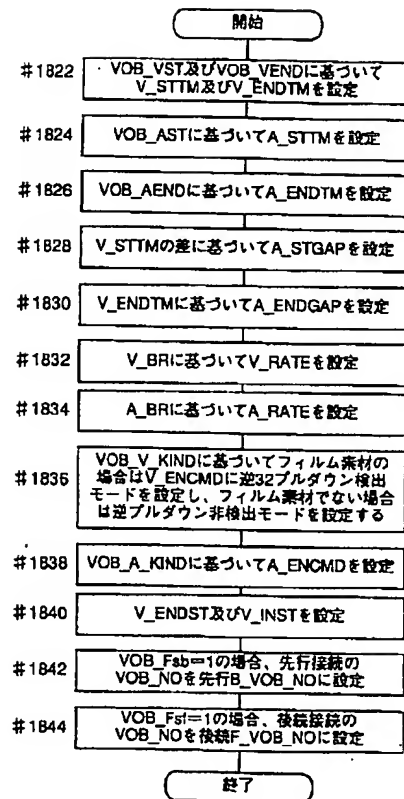 開始
#1822
VOB_VST及びVOB_VENDに基づいて
V_STTM及びV_ENDTMを設定
#1824
VOB_ASTに基づいてA_STTMを設定
#1826
VOB_AENDに基づいてA_ENDTMを設定
#1828
V_STTMの差に基づいてA_STGAPを設定
#1830
V_ENDTMに基づいてA_ENDGAPを設定
#1832
V_BRに基づいてV_RATEを設定
#1834
A_BRに基づいてA_RATEを設定
#1836
VOB_V_KINDに基づいてフィルム素材の
場合はV_ENCMDに逆32プルダウン検出
モードを設定し、フィルム素材でない場合
は逆プルダウン非検出モードを設定する
#1838
VOB_A_KINDに基づいてA_ENCMDを設定
#1840
V_ENDST及びV_INSTを設定
#1842
VOB_Fsb=1の場合、先行接続の
VOB_NOを先行B_VOB_NOに設定
#1844
VOB_Fsf=1の場合、後続接続の
VOB_NOを後続F_VOB_NOに設定
終了